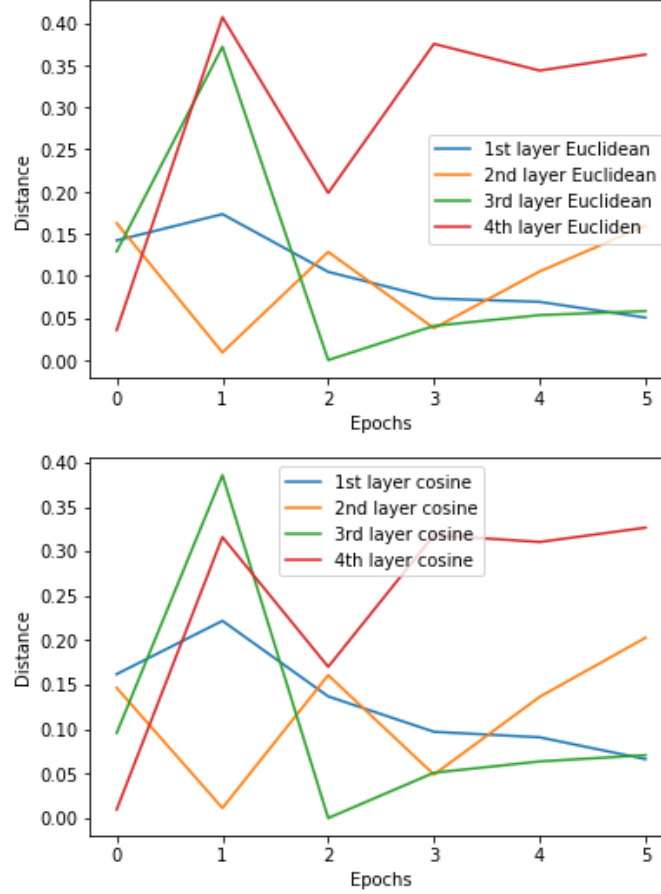 0.40
0.35
0.30
0.25
0.20
0.15
0.10
0.05
0.00
Distance
1st layer Euclidean
2nd layer Euclidean
3rd layer Euclidean
4th layer Eucliden
0 1 2 3 4 5
Epochs
0.40
0.35
0.30
0.25
0.20
0.15
0.10
0.05
0.00
Distance
1st layer cosine
2nd layer cosine
3rd layer cosine
4th layer cosine
0 1 2 3 4 5
Epochs